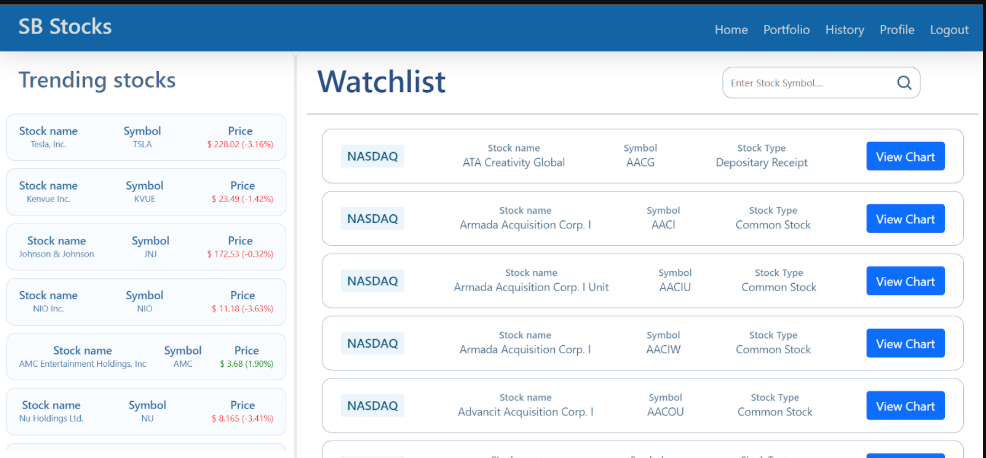 SB Stocks
Home Portfolio History Profile Logout
Trending stocks
Stock name Symbol Price
Tesla, Inc. TSLA $ 228.02 (-3.16%)
Stock name Symbol Price
Kenvue Inc. KVUE $ 23.49 (-1.42%)
Stock name Symbol Price
Johnson & Johnson JNJ $ 172.53 (-0.32%)
Stock name Symbol Price
NIO Inc. NIO $ 11.18 (-3.63%)
Stock name Symbol Price
AMC Entertainment Holdings, Inc AMC $ 3.68 (1.90%)
Stock name Symbol Price
Nu Holdings Ltd. NU $ 8.165 (-3.41%)
Watchlist
Enter Stock Symbol....
NASDAQ
Stock name Symbol Stock Type
ATA Creativity Global AACG Depositary Receipt
View Chart
NASDAQ
Stock name Symbol Stock Type
Armada Acquisition Corp. I AACI Common Stock
View Chart
NASDAQ
Stock name Symbol Stock Type
Armada Acquisition Corp. I Unit AACIU Common Stock
View Chart
NASDAQ
Stock name Symbol Stock Type
Armada Acquisition Corp. I AACIW Common Stock
View Chart
NASDAQ
Stock name Symbol Stock Type
Advancit Acquisition Corp. I AACOU Common Stock
View Chart